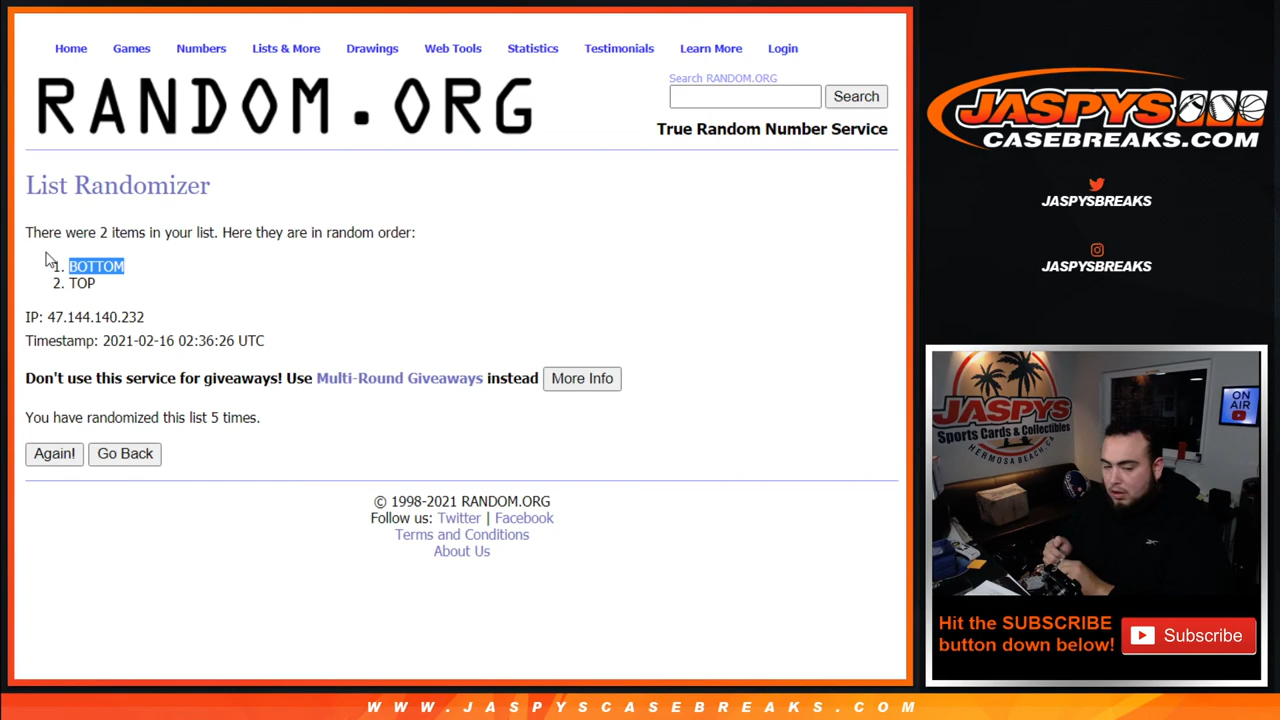 Home Games Numbers Lists & More Drawings Web Tools Statistics Testimonials Learn More Login
RANDOM.ORG
Search RANDOM.ORG
Search
True Random Number Service
List Randomizer
There were 2 items in your list. Here they are in random order:
1. BOTTOM
2. TOP
IP: 47.144.140.232
Timestamp: 2021-02-16 02:36:26 UTC
Don't use this service for giveaways! Use Multi-Round Giveaways instead More Info
You have randomized this list 5 times.
Again! Go Back
© 1998-2021 RANDOM.ORG
Follow us: Twitter | Facebook
Terms and Conditions
About Us
JASPYS
CASEBREAKS.COM
JASPYSBREAKS
JASPYSBREAKS
JASPYS
Sports Cards & Collectibles
HERMOSA BEACH-CA
ON
AIR
Hit the SUBSCRIBE
button down below!
Subscribe
WWW.JASPYSCASEBREAKS.COM